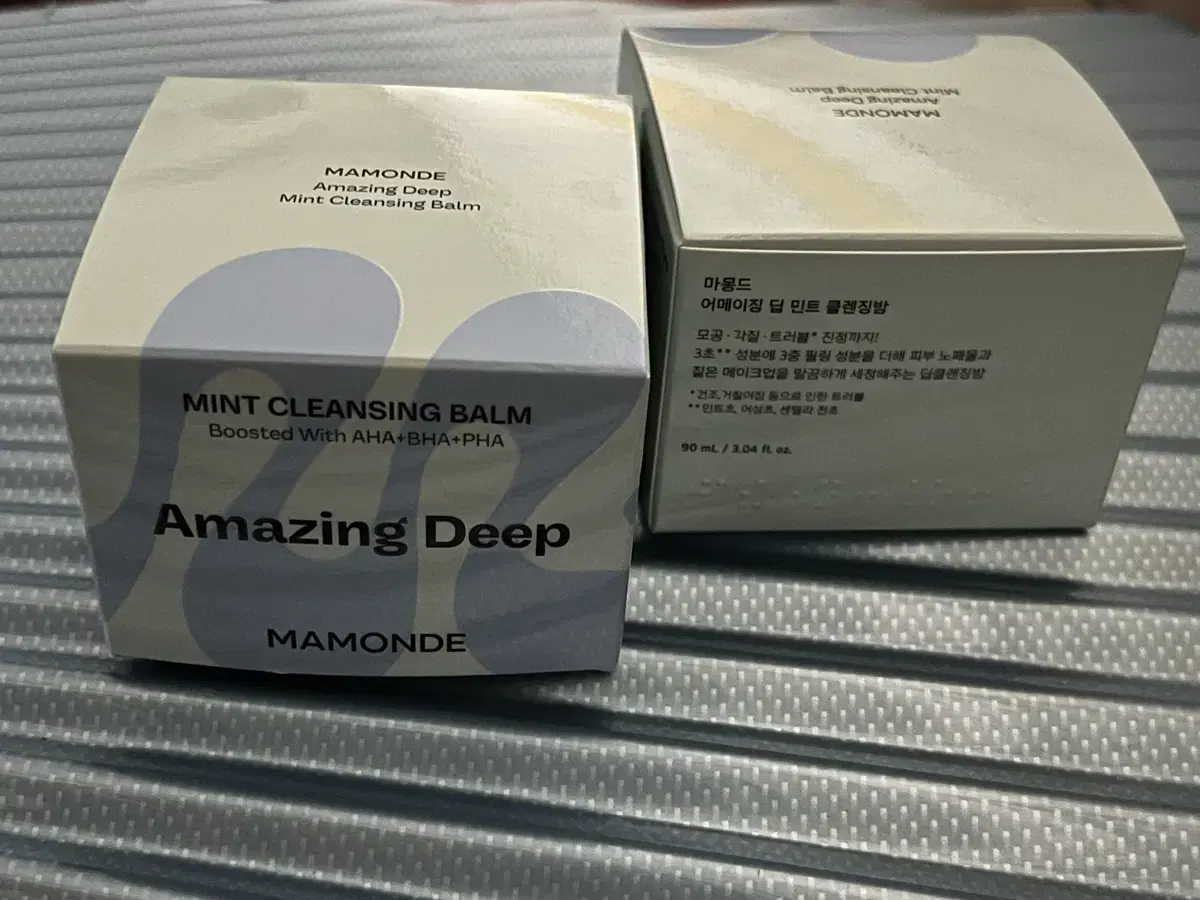 MAMONDE
Amazing Deep
Mint Cleansing Balm
MINT CLEANSING BALM
Boosted With AHA+BHA+PHA
Amazing Deep
MAMONDE
MAMONDE
Amazing Deep
Mint Cleansing Balm
마몽드
어메이징 딥 민트 클렌징밤
모공·각질·트러블* 진정까지!
3초** 성분에 3중 필링 성분을 더해 피부 노폐물과
짙은 메이크업을 말끔하게 세정해주는 딥클렌징밤
*건조,거칠어짐 등으로 인한 트러블
**민트초, 어성초, 센텔라 전초
90 mL / 3.04 fl. oz.